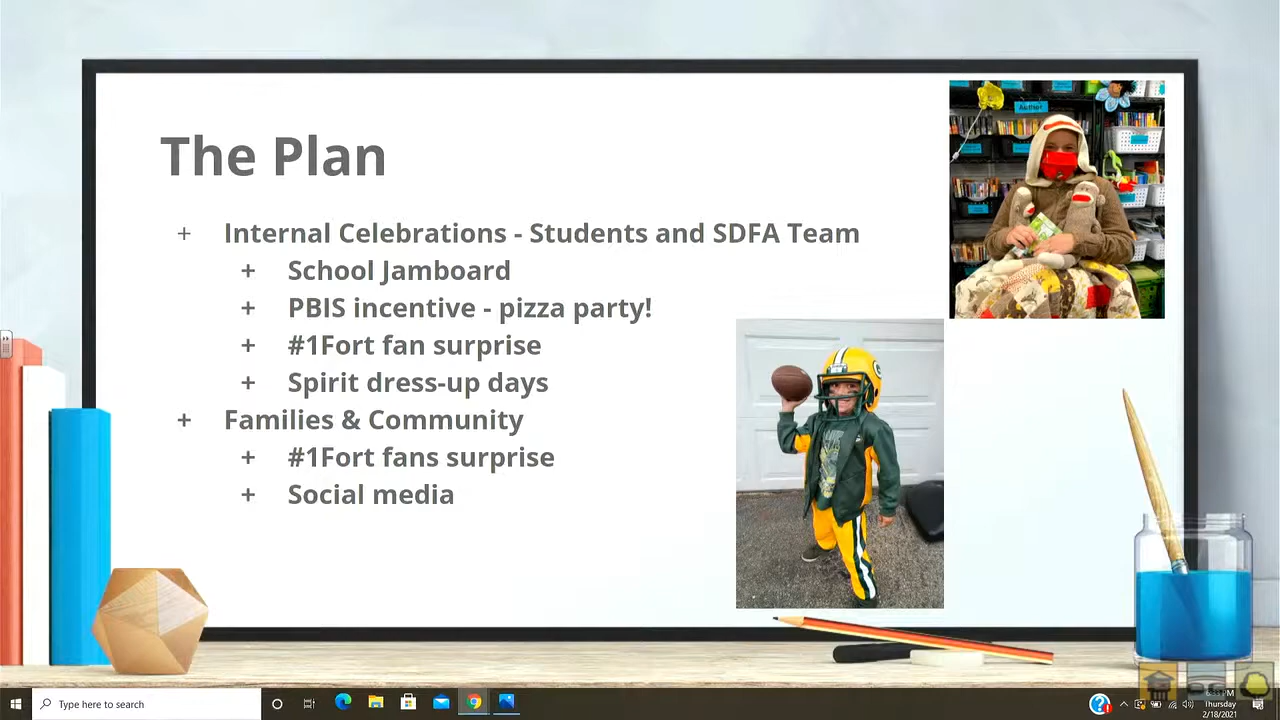 The Plan
+ Internal Celebrations - Students and SDFA Team
+ School Jamboard
+ PBIS incentive - pizza party!
+ #1Fort fan surprise
+ Spirit dress-up days
+ Families & Community
+ #1Fort fans surprise
+ Social media
Type here to search
PM
Thursday
2/18/2021